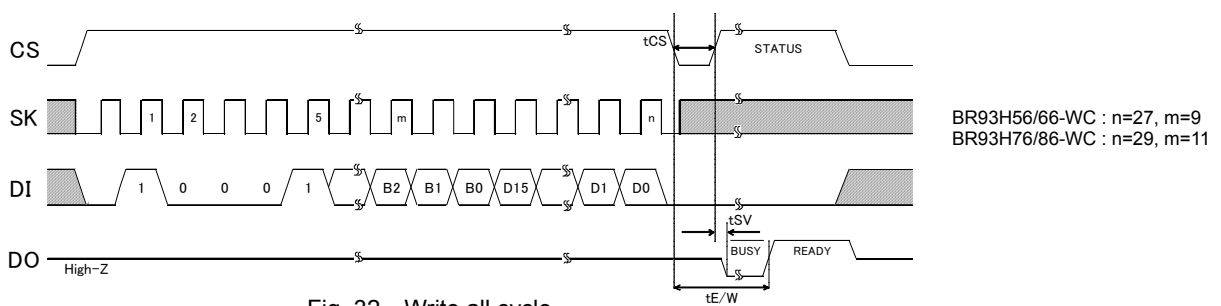 CS
tCS
STATUS
SK
1 2 5 m n
BR93H56/66-WC : n=27, m=9
BR93H76/86-WC : n=29, m=11
DI
1 0 0 0 1 B2 B1 B0 D15 D1 D0
tSV
DO
High-Z
BUSY READY
tE/W
Fig. 32 Write all cycle